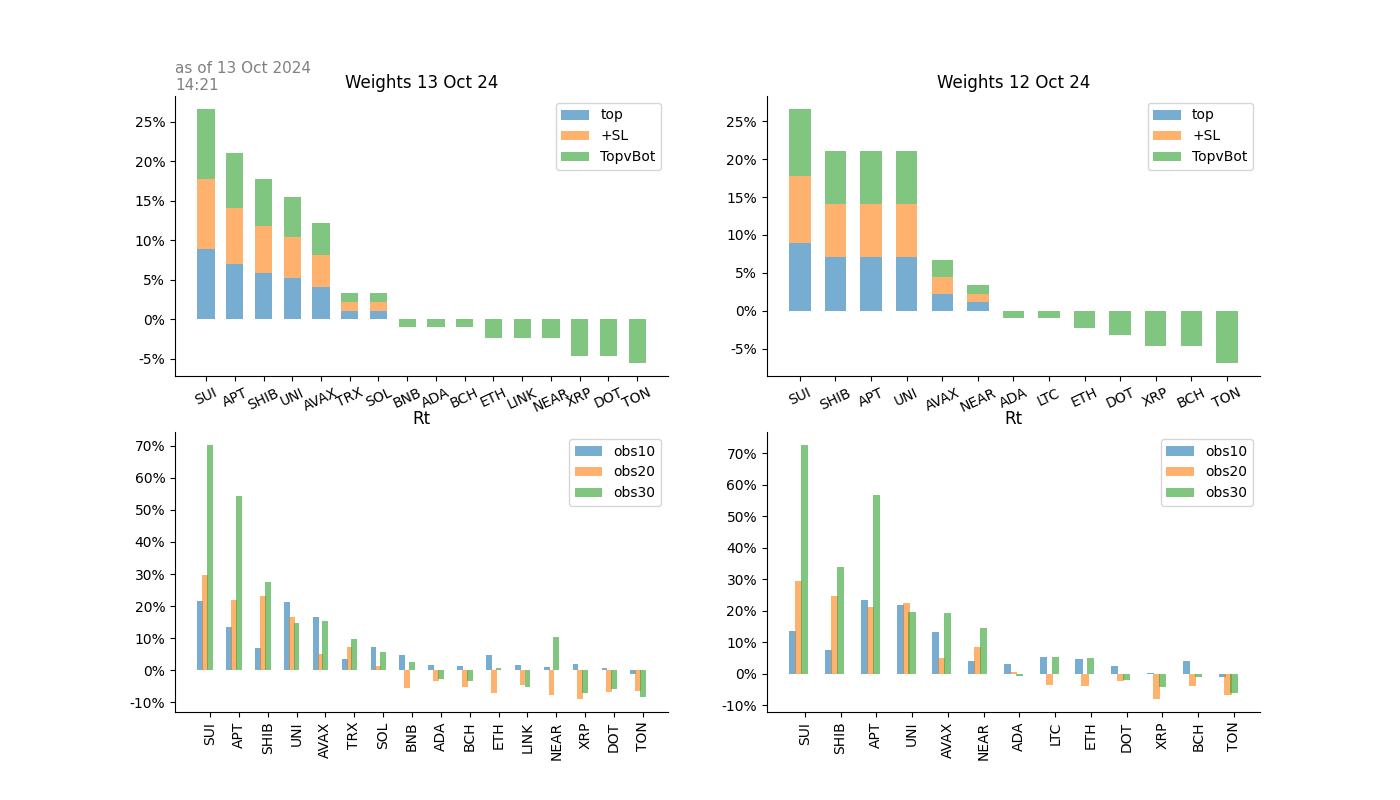 as of 13 Oct 2024
14:21
Weights 13 Oct 24
25%
20%
15%
10%
5%
0%
-5%
top
+SL
TopvBot
SUI APT SHIB UNI AVAX TRX SOL BNB ADA BCH ETH LINK NEAR XRP DOT TON
Weights 12 Oct 24
25%
20%
15%
10%
5%
0%
-5%
top
+SL
TopvBot
SUI SHIB APT UNI AVAX NEAR ADA LTC ETH DOT XRP BCH TON
Rt
70%
60%
50%
40%
30%
20%
10%
0%
-10%
obs10
obs20
obs30
SUI APT SHIB UNI AVAX TRX SOL BNB ADA BCH ETH LINK NEAR XRP DOT TON
Rt
70%
60%
50%
40%
30%
20%
10%
0%
-10%
obs10
obs20
obs30
SUI SHIB APT UNI AVAX NEAR ADA LTC ETH DOT XRP BCH TON